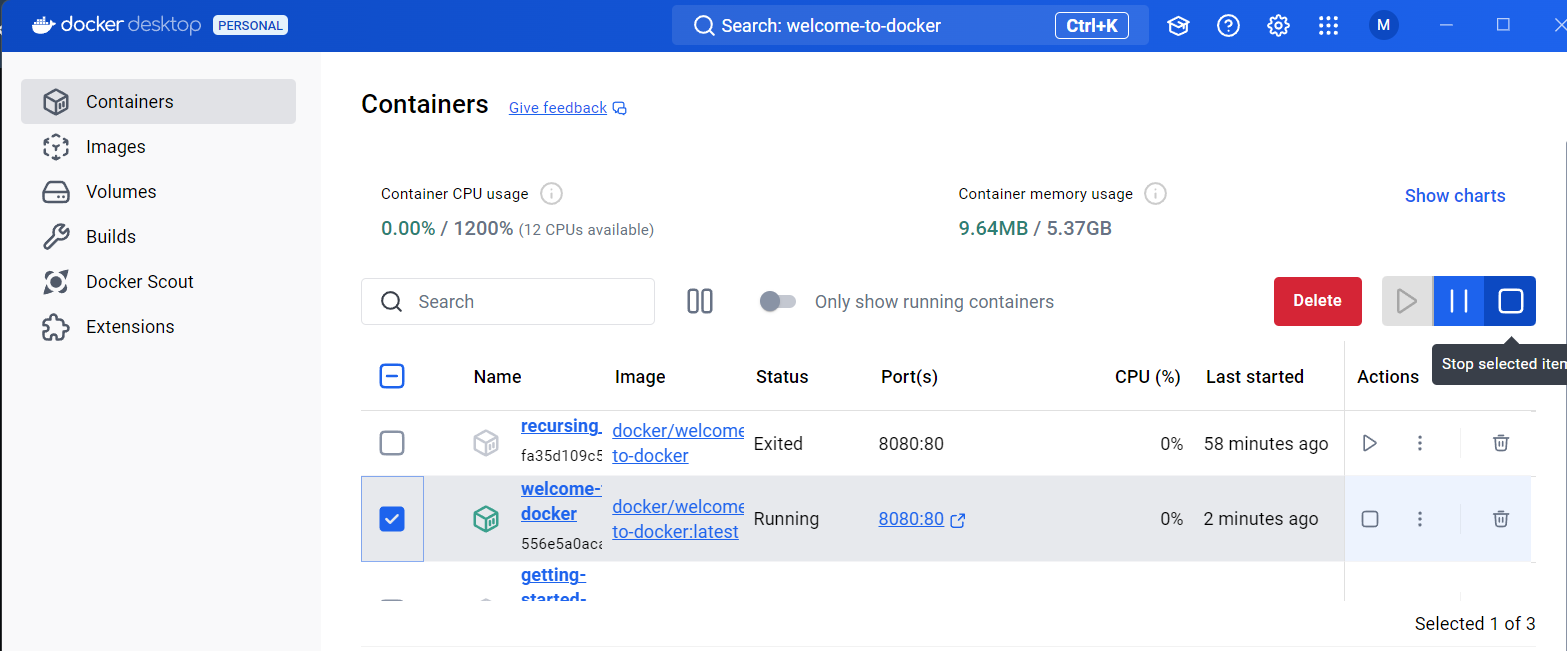 docker desktop PERSONAL
Search: welcome-to-docker Ctrl+K
M
Containers
Images
Volumes
Builds
Docker Scout
Extensions
Containers Give feedback
Container CPU usage
0.00% / 1200% (12 CPUs available)
Container memory usage
9.64MB / 5.37GB
Show charts
Search
Only show running containers
Delete
Stop selected item
Name Image Status Port(s) CPU (%) Last started Actions
recursing_
fa35d109c5
docker/welcome
to-docker
Exited 8080:80 0% 58 minutes ago
welcome-
docker
556e5a0aca
docker/welcome
to-docker:latest
Running 8080:80 0% 2 minutes ago
getting-
started-
Selected 1 of 3